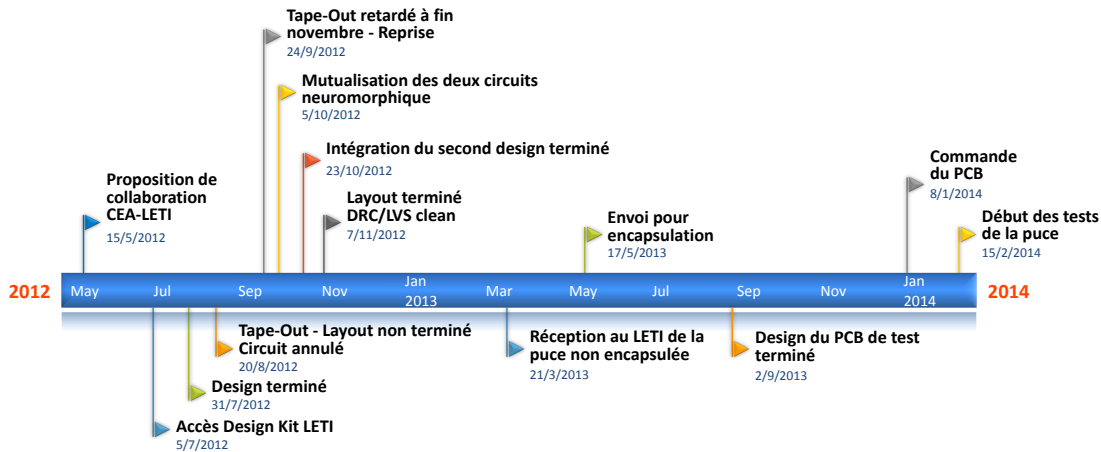 Tape-Out retardé à fin
novembre - Reprise
24/9/2012
Mutualisation des deux circuits
neuromorphique
5/10/2012
Intégration du second design terminé
23/10/2012
Proposition de
collaboration
CEA-LETI
15/5/2012
Layout terminé
DRC/LVS clean
7/11/2012
Envoi pour
encapsulation
17/5/2013
Commande
du PCB
8/1/2014
Début des tests
de la puce
15/2/2014
2012
May
Jul
Sep
Nov
Jan
2013
Mar
May
Jul
Sep
Nov
Jan
2014
2014
Tape-Out - Layout non terminé
Circuit annulé
20/8/2012
Design terminé
31/7/2012
Accès Design Kit LETI
5/7/2012
Réception au LETI de la
puce non encapsulée
21/3/2013
Design du PCB de test
terminé
2/9/2013